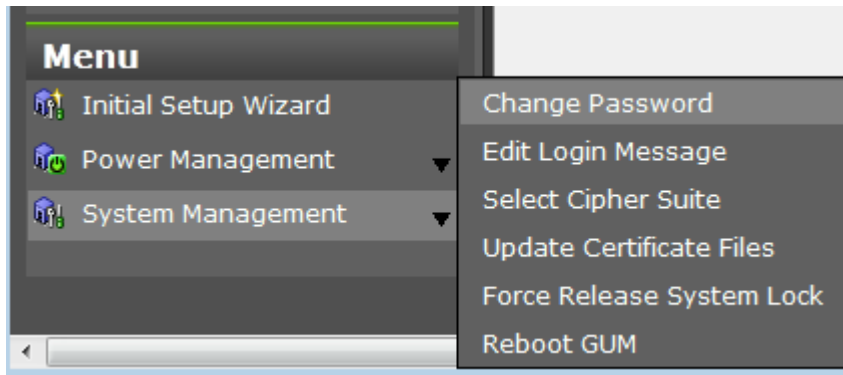 Menu
Initial Setup Wizard
Power Management
System Management
Change Password
Edit Login Message
Select Cipher Suite
Update Certificate Files
Force Release System Lock
Reboot GUM